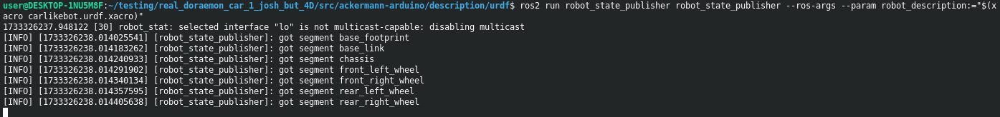 user@DESKTOP-1NU5M8F:~/testing/real_doraemon_car_1_josh_but_4D/src/ackermann-arduino/description/urdf$ ros2 run robot_state_publisher robot_state_publisher --ros-args --param robot_description:="$(x
acro carlikebot.urdf.xacro)"
1733326237.948122 [30] robot_stat: selected interface "lo" is not multicast-capable: disabling multicast
[INFO] [1733326238.014025541] [robot_state_publisher]: got segment base_footprint
[INFO] [1733326238.014183262] [robot_state_publisher]: got segment base_link
[INFO] [1733326238.014240933] [robot_state_publisher]: got segment chassis
[INFO] [1733326238.014291902] [robot_state_publisher]: got segment front_left_wheel
[INFO] [1733326238.014340134] [robot_state_publisher]: got segment front_right_wheel
[INFO] [1733326238.014357595] [robot_state_publisher]: got segment rear_left_wheel
[INFO] [1733326238.014405638] [robot_state_publisher]: got segment rear_right_wheel